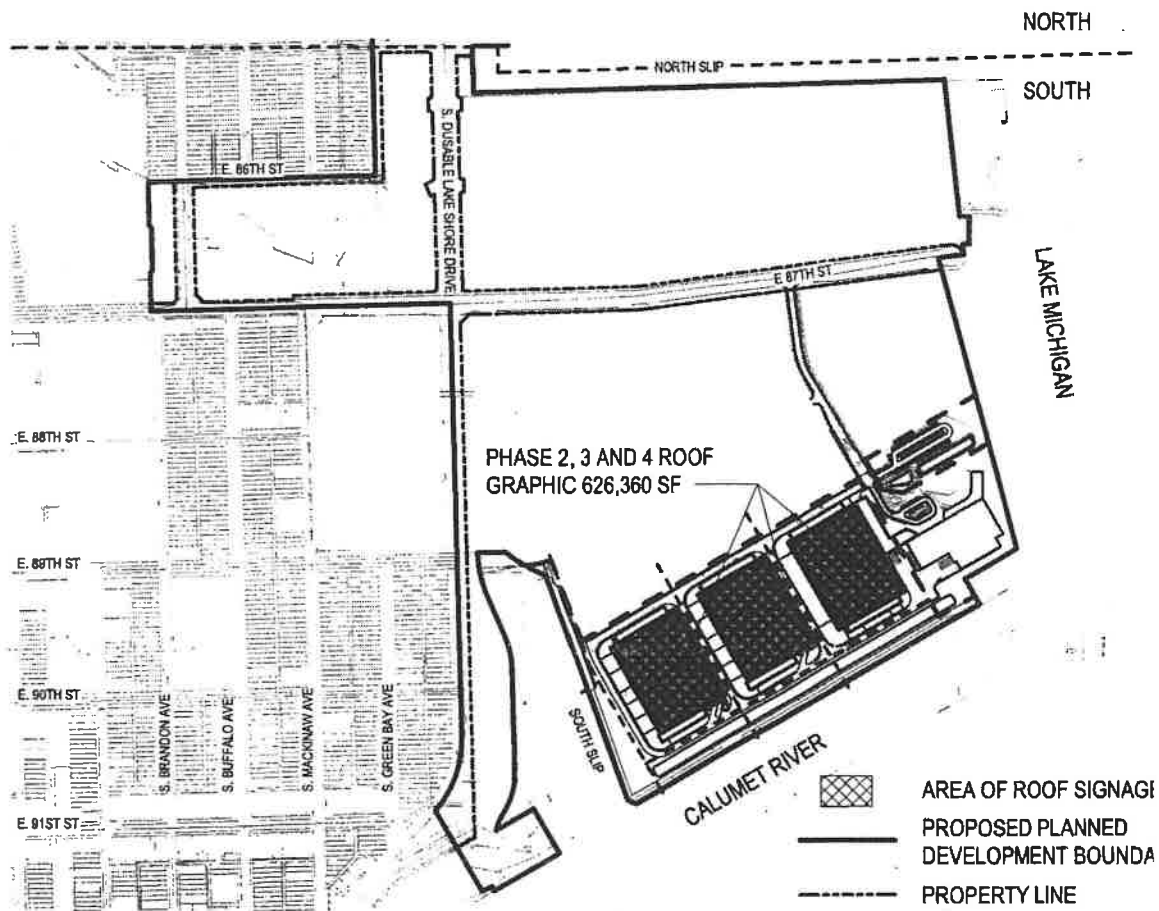 NORTH
NORTH SLIP
SOUTH
S. DUSABLE LAKE SHORE DRIVE
E. 86TH ST
E. 87TH ST
LAKE MICHIGAN
E. 88TH ST
PHASE 2, 3 AND 4 ROOF
GRAPHIC 626,360 SF
E. 89TH ST
E. 90TH ST
S. BRANDON AVE
S. BUFFALO AVE
S. MACKINAW AVE
S. GREEN BAY AVE
SOUTH SLIP
CALUMET RIVER
E. 91ST ST
AREA OF ROOF SIGNAGE
PROPOSED PLANNED
DEVELOPMENT BOUNDA
PROPERTY LINE